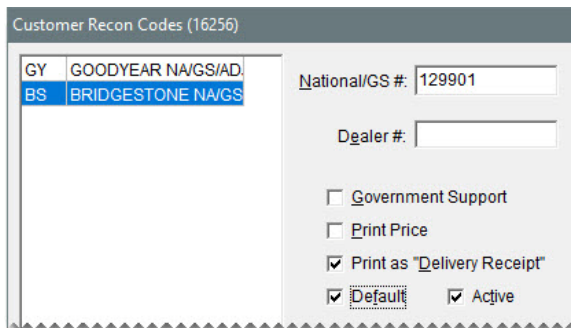 Customer Recon Codes (16256)
GY GOODYEAR NA/GS/AD.
BS BRIDGESTONE NA/GS
National/GS #: 129901
Dealer #:
Government Support
Print Price
Print as "Delivery Receipt"
Default Active